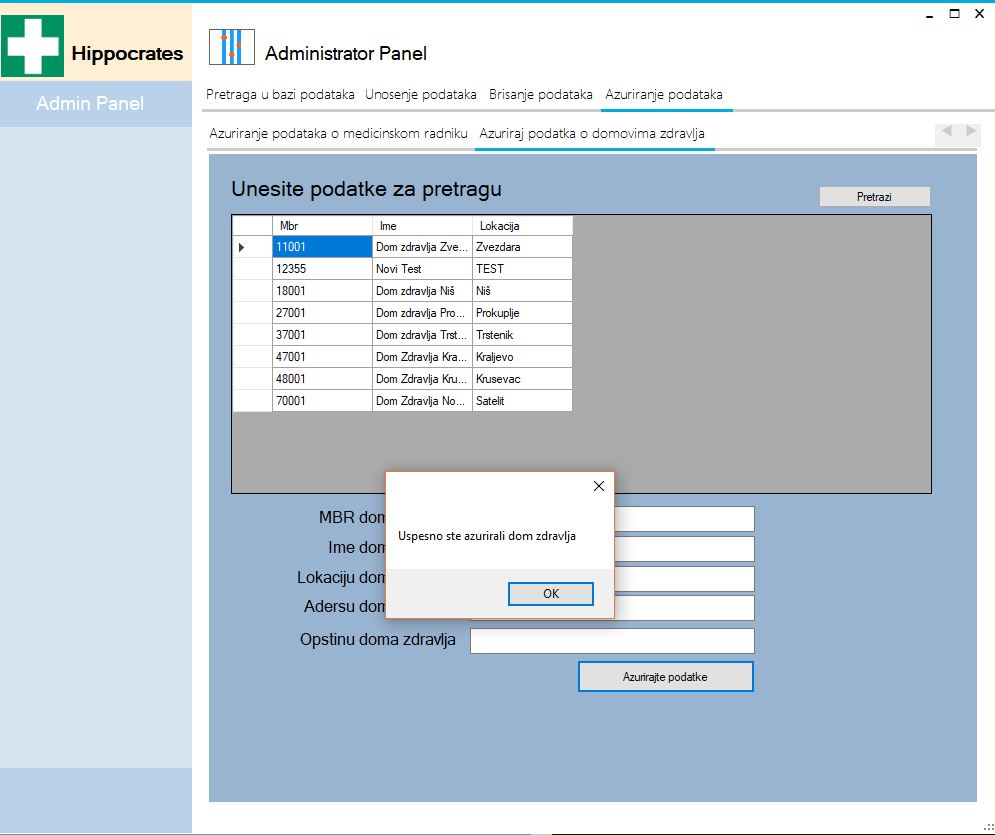 Hippocrates
Administrator Panel
Admin Panel
Pretraga u bazi podataka Unosenje podataka Brisanje podataka Azuriranje podataka
Azuriranje podataka o medicinskom radniku Azuriraj podatka o domovima zdravlja
Unesite podatke za pretragu
Pretrazi
Mbr Ime Lokacija
11001 Dom zdravlja Zve... Zvezdara
12355 Novi Test TEST
18001 Dom zdravlja Niš Niš
27001 Dom zdravlja Pro... Prokuplje
37001 Dom zdravlja Trst... Trstenik
47001 Dom Zdravlja Kra... Kraljevo
48001 Dom Zdravlja Kru... Krusevac
70001 Dom Zdravlja No... Satelit
MBR dom
Uspesno ste azurirali dom zdravlja
Ime dom
Lokaciju dom
OK
Adersu dom
Opstinu doma zdravlja
Azurirajte podatke